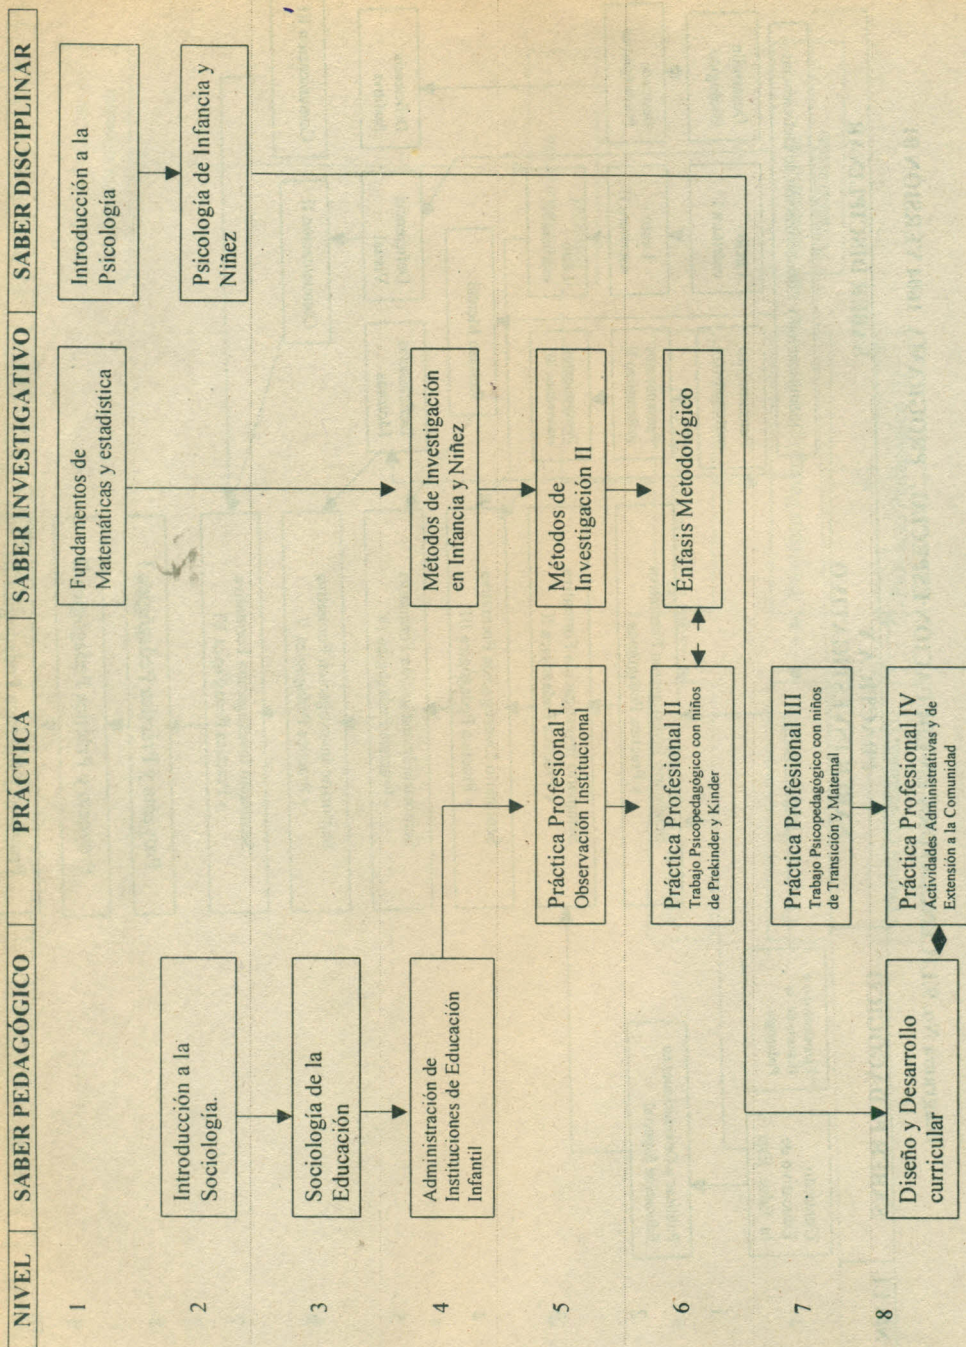 NIVEL SABER PEDAGÓGICO PRÁCTICA SABER INVESTIGATIVO SABER DISCIPLINAR
1
Fundamentos de
Matemáticas y estadística
Introducción a la
Psicología
2
Introducción a la
Sociología.
Psicología de Infancia y
Niñez
3
Sociología de la
Educación
4
Administración de
Instituciones de Educación
Infantil
Métodos de Investigación
en Infancia y Niñez
5
Práctica Profesional I.
Observación Institucional
Métodos de
Investigación II
6
Práctica Profesional II
Trabajo Psicopedagógico con niños
de Prekinder y Kinder
Énfasis Metodológico
7
Práctica Profesional III
Trabajo Psicopedagógico con niños
de Transición y Maternal
8
Diseño y Desarrollo
curricular
Práctica Profesional IV
Actividades Administrativas y de
Extensión a la Comunidad